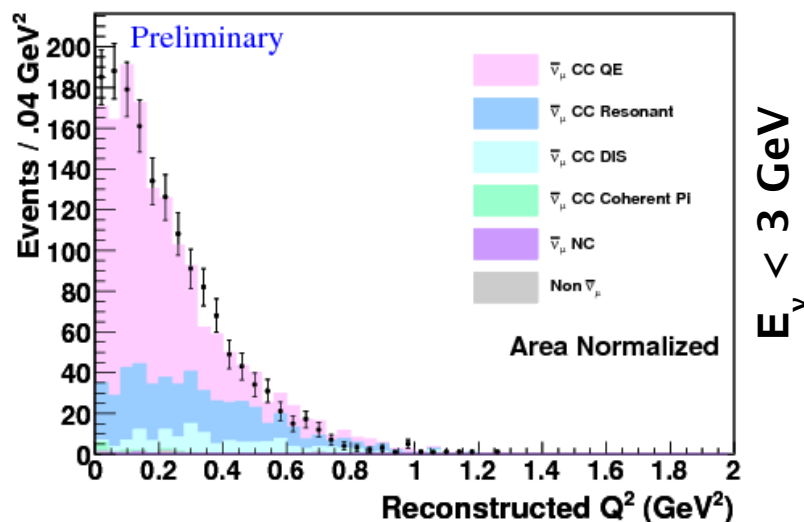 Preliminary
Events / .04 GeV²
200
180
160
140
120
100
80
60
40
20
0
ν̅μ CC QE
ν̅μ CC Resonant
ν̅μ CC DIS
ν̅μ CC Coherent Pi
ν̅μ NC
Non ν̅μ
Area Normalized
0 0.2 0.4 0.6 0.8 1 1.2 1.4 1.6 1.8 2
Reconstructed Q² (GeV²)
Eν < 3 GeV